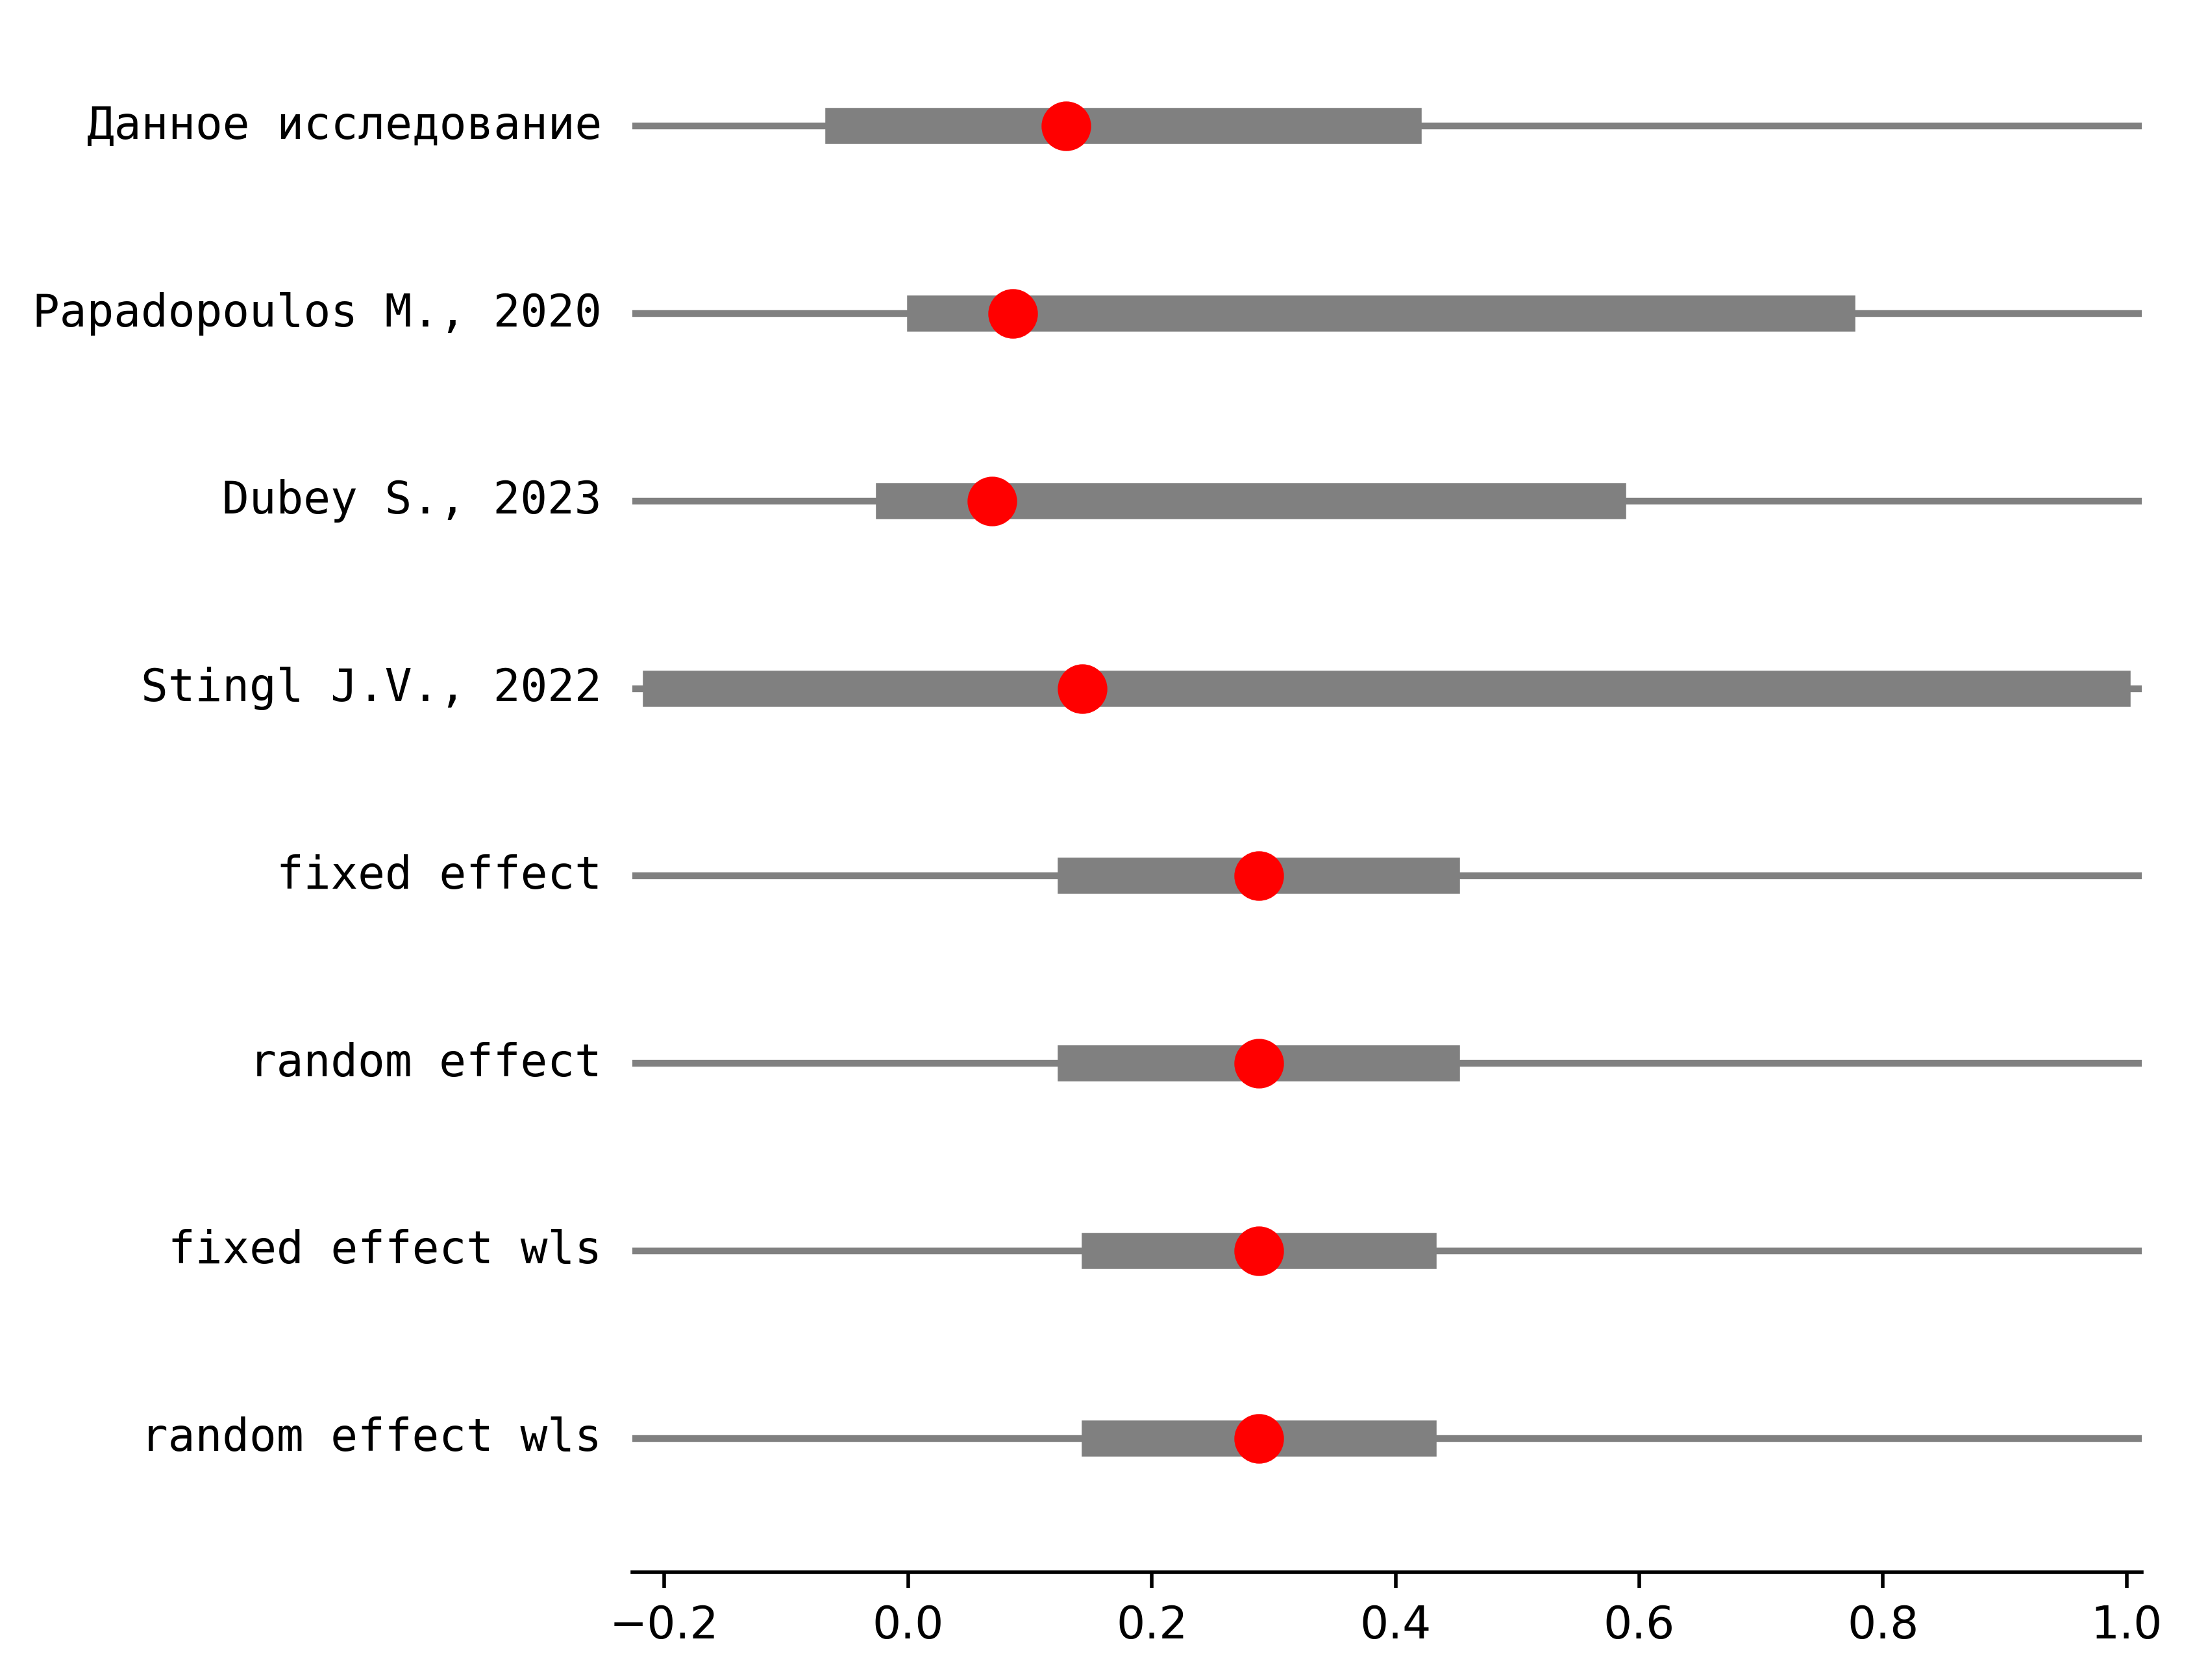 Данное исследование
Papadopoulos M., 2020
Dubey S., 2023
Stingl J.V., 2022
fixed effect
random effect
fixed effect wls
random effect wls
−0.2 0.0 0.2 0.4 0.6 0.8 1.0